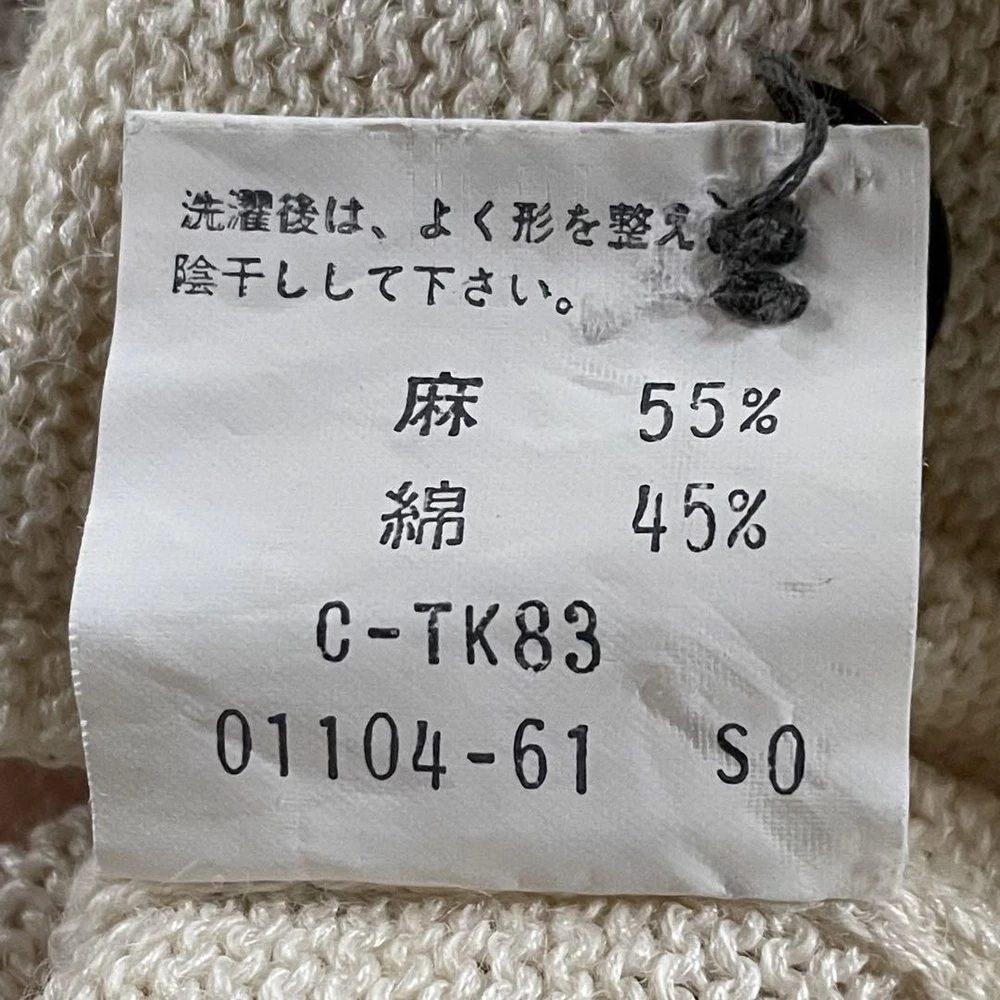 洗濯後は、よく形を整え
陰干しして下さい。
麻 55%
綿 45%
C-TK83
01104-61 S0